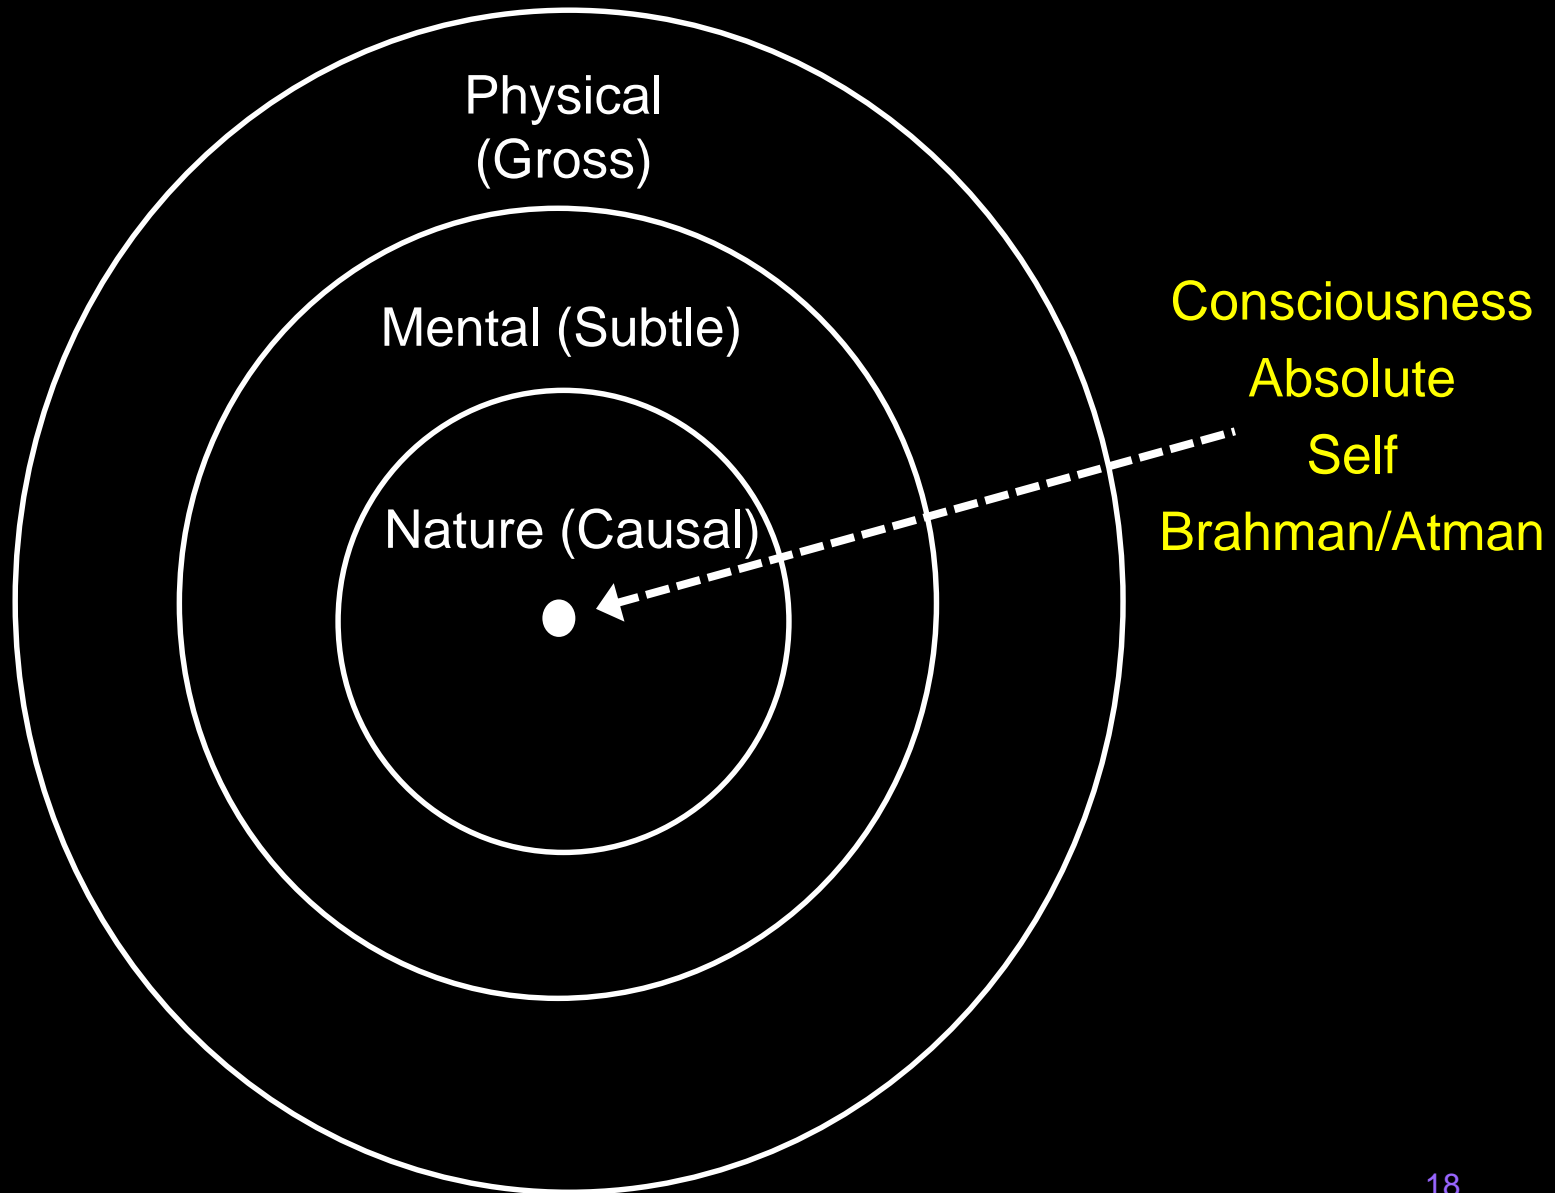 Physical
(Gross)
Mental (Subtle)
Nature (Causal)
Consciousness
Absolute
Self
Brahman/Atman
18